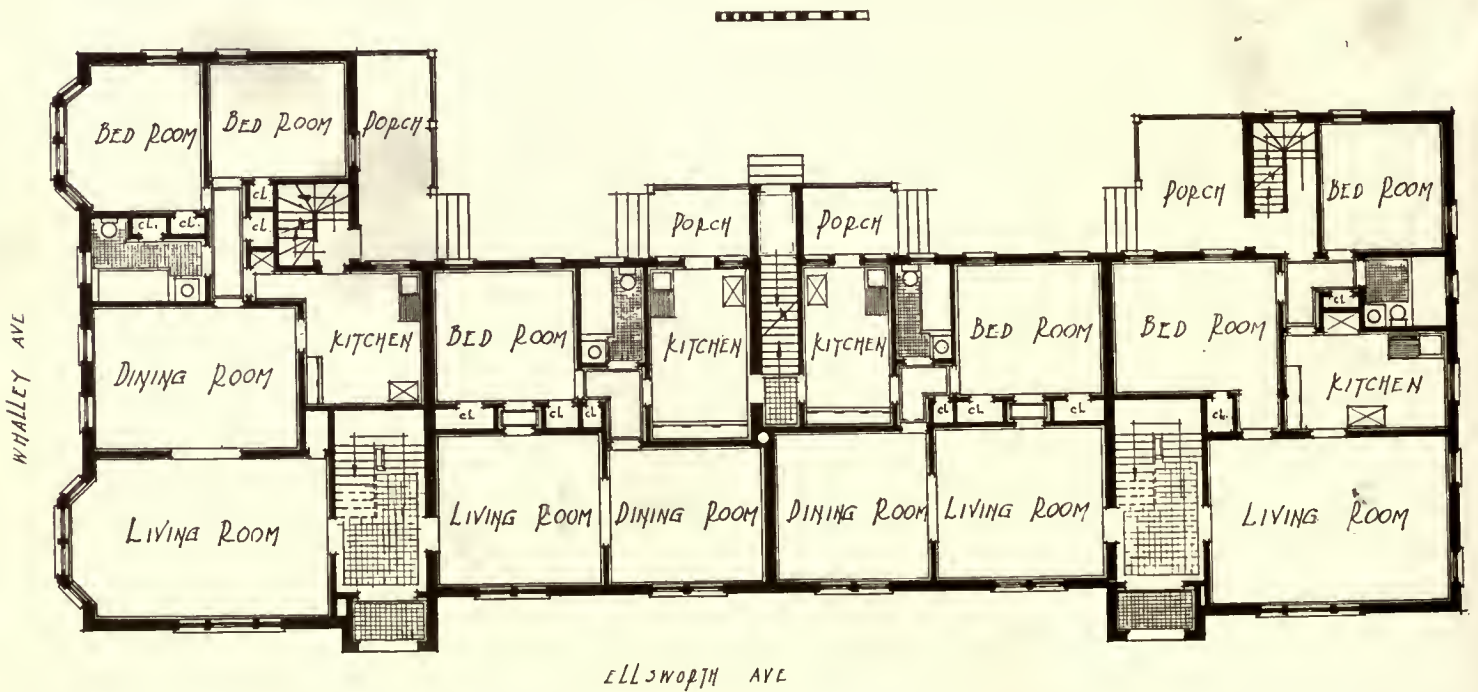 BED ROOM
BED ROOM
PORCH
CL.
CL.
CL.
CL.
PORCH
PORCH
PORCH
BED ROOM
WHALLEY AVE
DINING ROOM
KITCHEN
BED ROOM
KITCHEN
KITCHEN
BED ROOM
BED ROOM
CL
KITCHEN
CL
CL
CL
CL
CL
CL
CL.
LIVING ROOM
LIVING ROOM
DINING ROOM
DINING ROOM
LIVING ROOM
LIVING ROOM
ELLSWORTH AVE